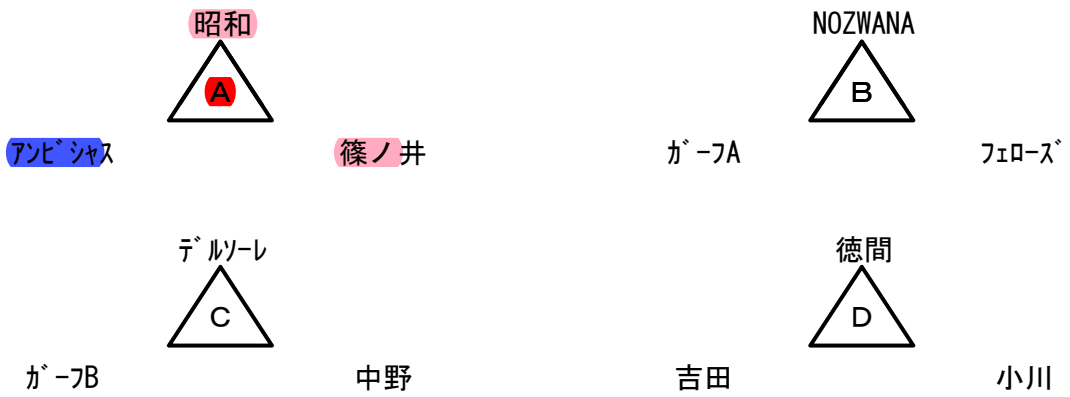 昭和
NOZWANA
A
B
ｱﾝﾋﾞｼｬｽ
篠ノ井
ｶﾞｰﾌA
ﾌｪﾛｰｽﾞ
ﾃﾞﾙｿｰﾚ
徳間
C
D
ｶﾞｰﾌB
中野
吉田
小川